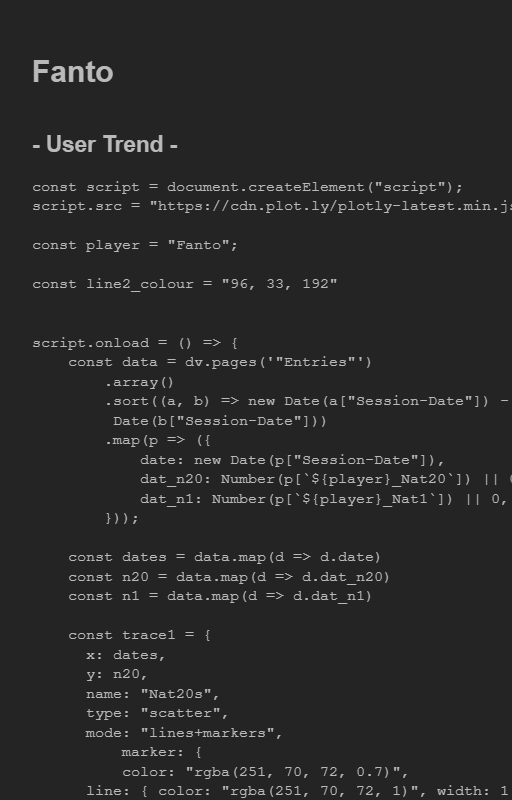 Fanto
- User Trend -
const script = document.createElement("script");
script.src = "https://cdn.plot.ly/plotly-latest.min.js
const player = "Fanto";
const line2_colour = "96, 33, 192"
script.onload = () => {
const data = dv.pages('"Entries"')
.array()
.sort((a, b) => new Date(a["Session-Date"]) -
Date(b["Session-Date"]))
.map(p => ({
date: new Date(p["Session-Date"]),
dat_n20: Number(p[`${player}_Nat20`]) || 0
dat_n1: Number(p[`${player}_Nat1`]) || 0,
}));
const dates = data.map(d => d.date)
const n20 = data.map(d => d.dat_n20)
const n1 = data.map(d => d.dat_n1)
const trace1 = {
x: dates,
y: n20,
name: "Nat20s",
type: "scatter",
mode: "lines+markers",
marker: {
color: "rgba(251, 70, 72, 0.7)",
line: { color: "rgba(251, 70, 72, 1)", width: 1